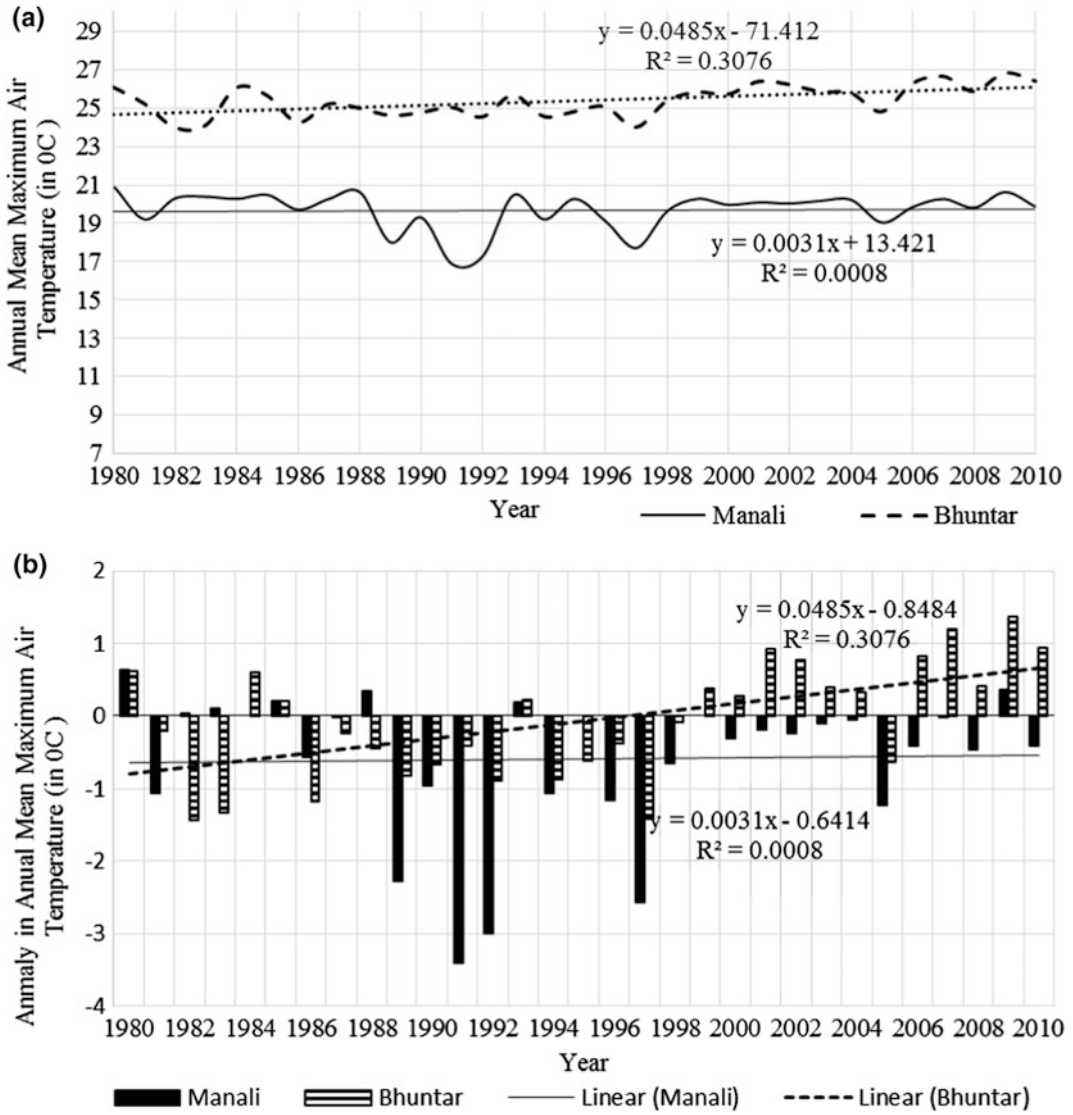 (a)
29
27
25
23
21
19
17
15
13
11
9
7
Annual Mean Maximum Air
Temperature (in 0C )
y = 0.0485x - 71.412
R² = 0.3076
y = 0.0031x + 13.421
R² = 0.0008
1980 1982 1984 1986 1988 1990 1992 1994 1996 1998 2000 2002 2004 2006 2008 2010
Year
Manali Bhuntar
(b)
2
1
0
-1
-2
-3
-4
Anmaly in Anual Mean Maximum Air
Temperature (in 0C )
y = 0.0485x - 0.8484
R² = 0.3076
y = 0.0031x - 0.6414
R² = 0.0008
1980 1982 1984 1986 1988 1990 1992 1994 1996 1998 2000 2002 2004 2006 2008 2010
Year
Manali Bhuntar Linear (Manali) Linear (Bhuntar)